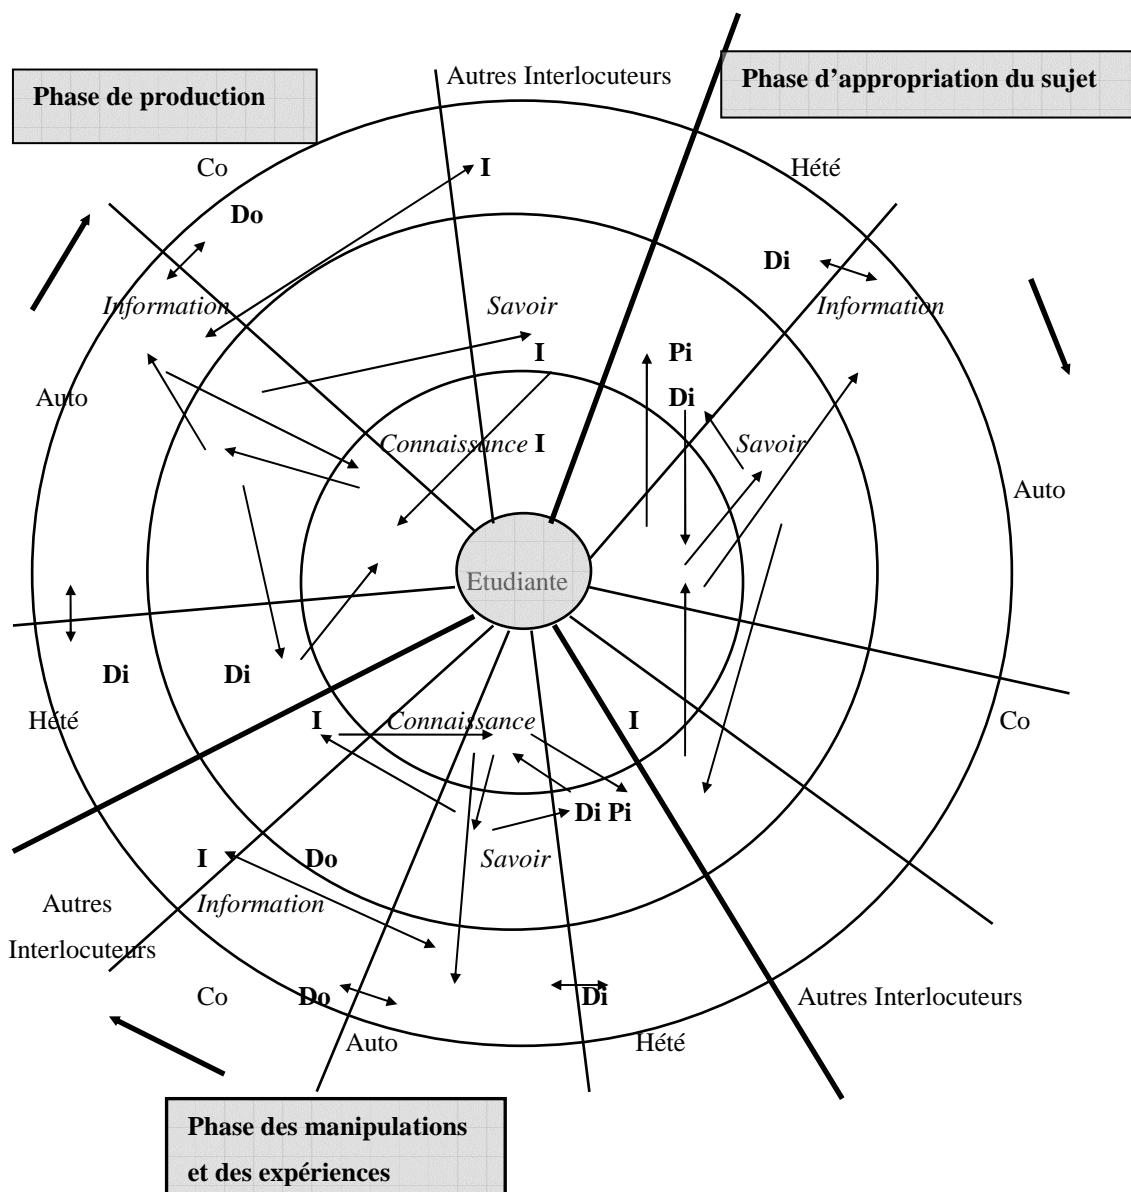 Autres Interlocuteurs
Phase d’appropriation du sujet
Phase de production
Co
Hété
I
Do
Di
Information
Savoir
Information
I
Pi
Auto
Di
Connaissance I
Savoir
Auto
Etudiante
Di
Di
Hété
I
Connaissance
I
Co
Di Pi
I
Do
Savoir
Autres
Interlocuteurs
Information
Co
Do
Di
Autres Interlocuteurs
Auto
Hété
Phase des manipulations
et des expériences